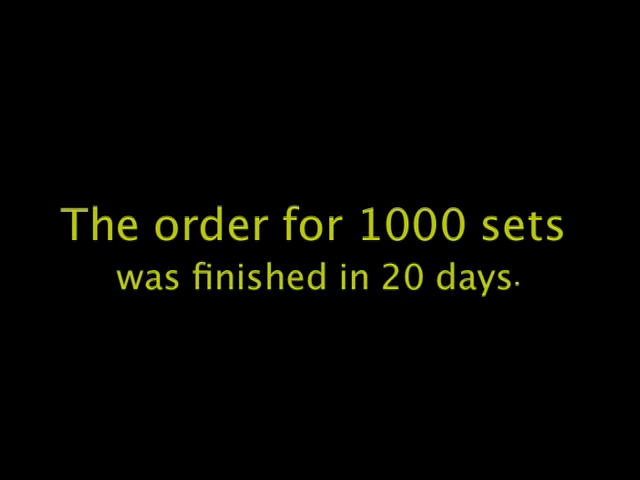 The order for 1000 sets
was finished in 20 days.